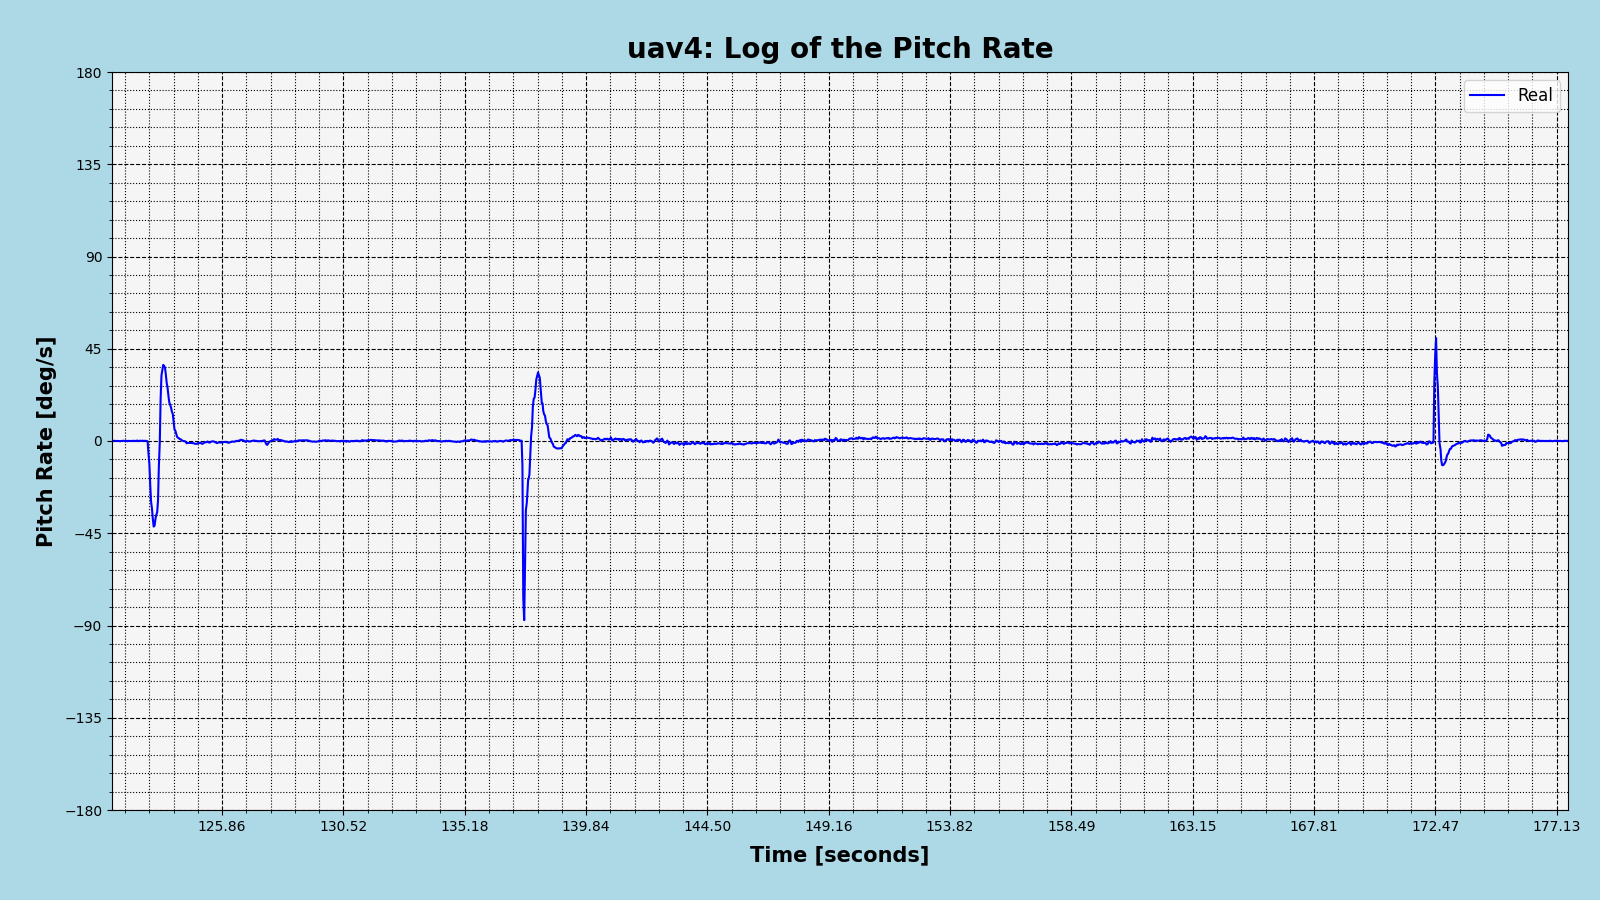 uav4: Log of the Pitch Rate
Real
180
135
90
45
0
−45
−90
−135
−180
Pitch Rate [deg/s]
125.86 130.52 135.18 139.84 144.50 149.16 153.82 158.49 163.15 167.81 172.47 177.13
Time [seconds]